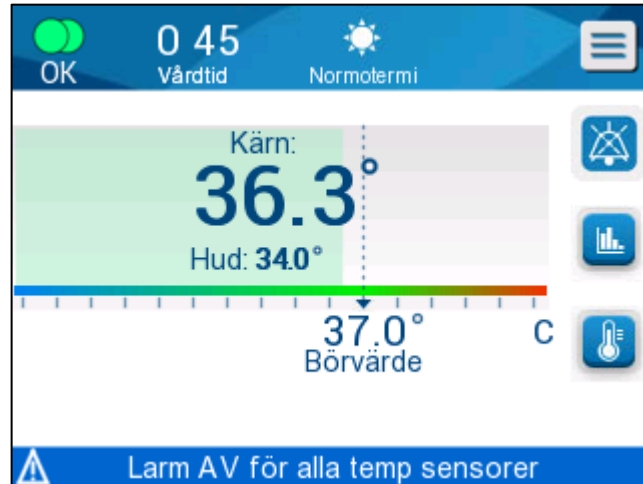 OK
0 45
Vårdtid
Normotermi
Kärn:
36.3°
Hud: 34.0°
37.0°
C
Börvärde
Larm AV för alla temp sensorer